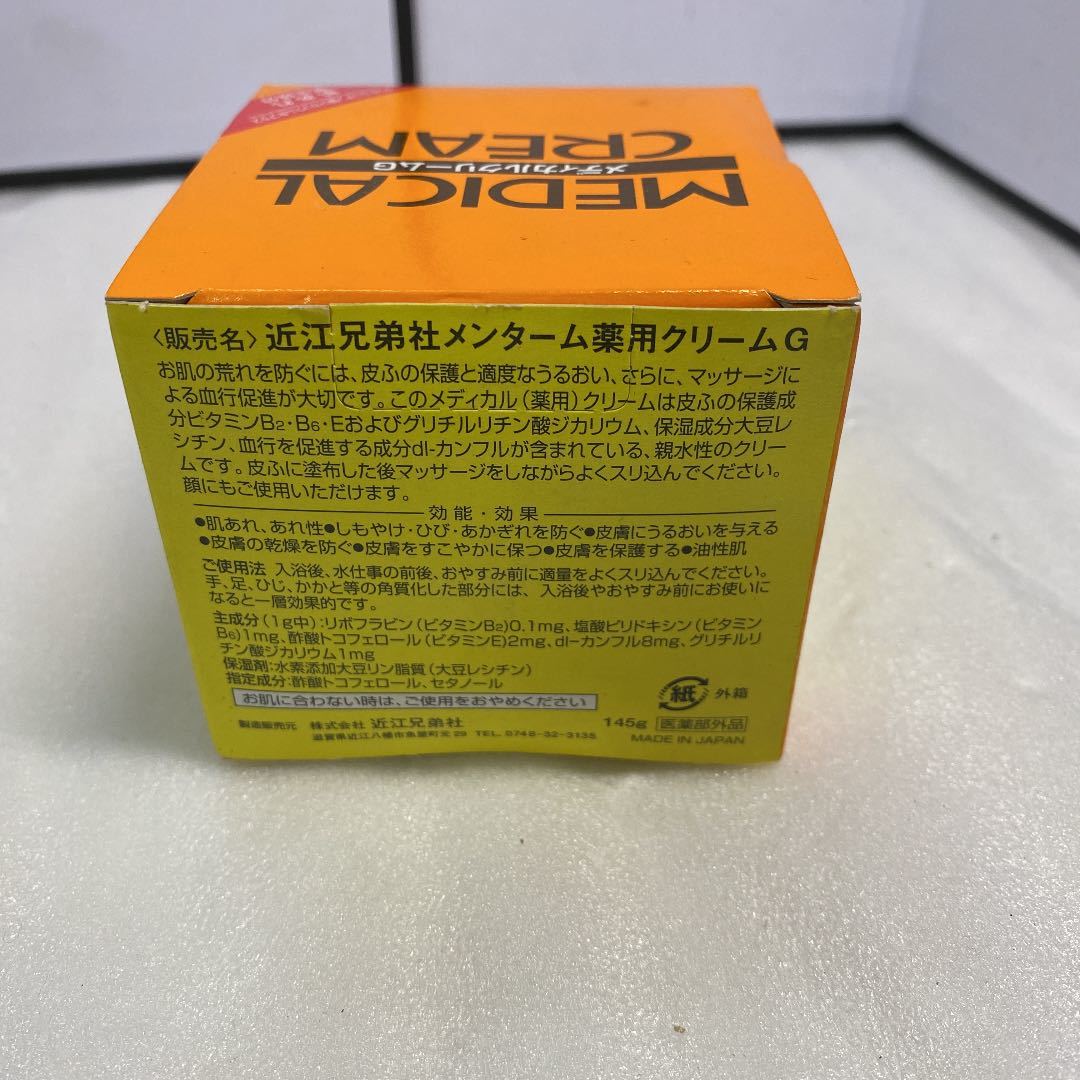 MEDICAL
メディカルクリームG
CREAM
〈販売名〉近江兄弟社メンターム薬用クリームG
お肌の荒れを防ぐには、皮ふの保護と適度なうるおい、さらに、マッサージに
よる血行促進が大切です。このメディカル(薬用)クリームは皮ふの保護成
分ビタミンB2・B6・Eおよびグリチルリチン酸ジカリウム、保湿成分大豆レ
シチン、血行を促進する成分dl-カンフルが含まれている、親水性のクリー
ムです。皮ふに塗布した後マッサージをしながらよくスリ込んでください。
顔にもご使用いただけます。
効能・効果
●肌あれ、あれ性●しもやけ・ひび・あかぎれを防ぐ●皮膚にうるおいを与える
●皮膚の乾燥を防ぐ●皮膚をすこやかに保つ●皮膚を保護する●油性肌
ご使用法 入浴後、水仕事の前後、おやすみ前に適量をよくスリ込んでください。
手、足、ひじ、かかと等の角質化した部分には、入浴後やおやすみ前にお使いに
なると一層効果的です。
主成分(1g中):リボフラビン(ビタミンB2)0.1mg、塩酸ピリドキシン(ビタミン
B6)1mg、酢酸トコフェロール(ビタミンE)2mg、dl-カンフル8mg、グリチルリ
チン酸ジカリウム1mg
保湿剤:水素添加大豆リン脂質(大豆レシチン)
指定成分:酢酸トコフェロール、セタノール
お肌に合わない時は、ご使用をおやめください
紙 外箱
製造販売元 株式会社 近江兄弟社
145g 医薬部外品
滋賀県近江八幡市魚屋町元29 TEL. 0748-32-3135
MADE IN JAPAN